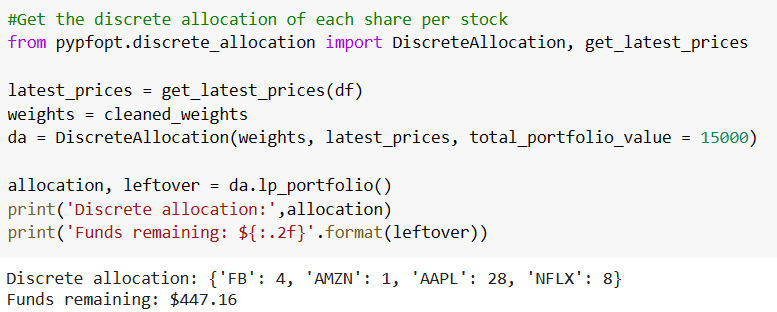 #Get the discrete allocation of each share per stock
from pypfopt.discrete_allocation import DiscreteAllocation, get_latest_prices
latest_prices = get_latest_prices(df)
weights = cleaned_weights
da = DiscreteAllocation(weights, latest_prices, total_portfolio_value = 15000)
allocation, leftover = da.lp_portfolio()
print('Discrete allocation:',allocation)
print('Funds remaining: ${:.2f}'.format(leftover))
Discrete allocation: {'FB': 4, 'AMZN': 1, 'AAPL': 28, 'NFLX': 8}
Funds remaining: $447.16